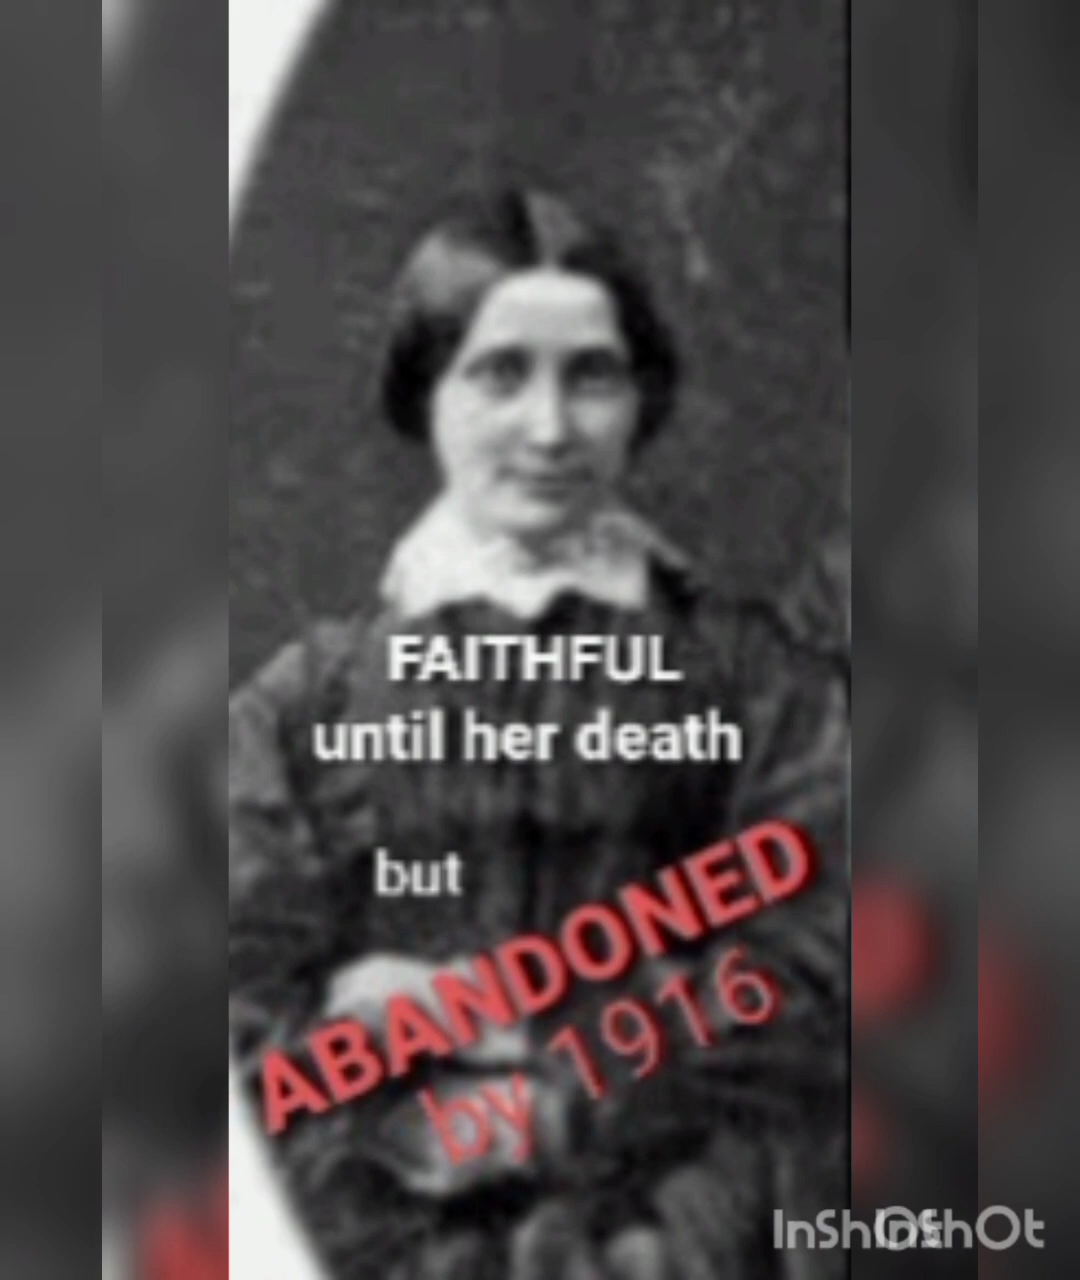 FAITHFUL
until her death
but
ABANDONED
by 1916
InShOt